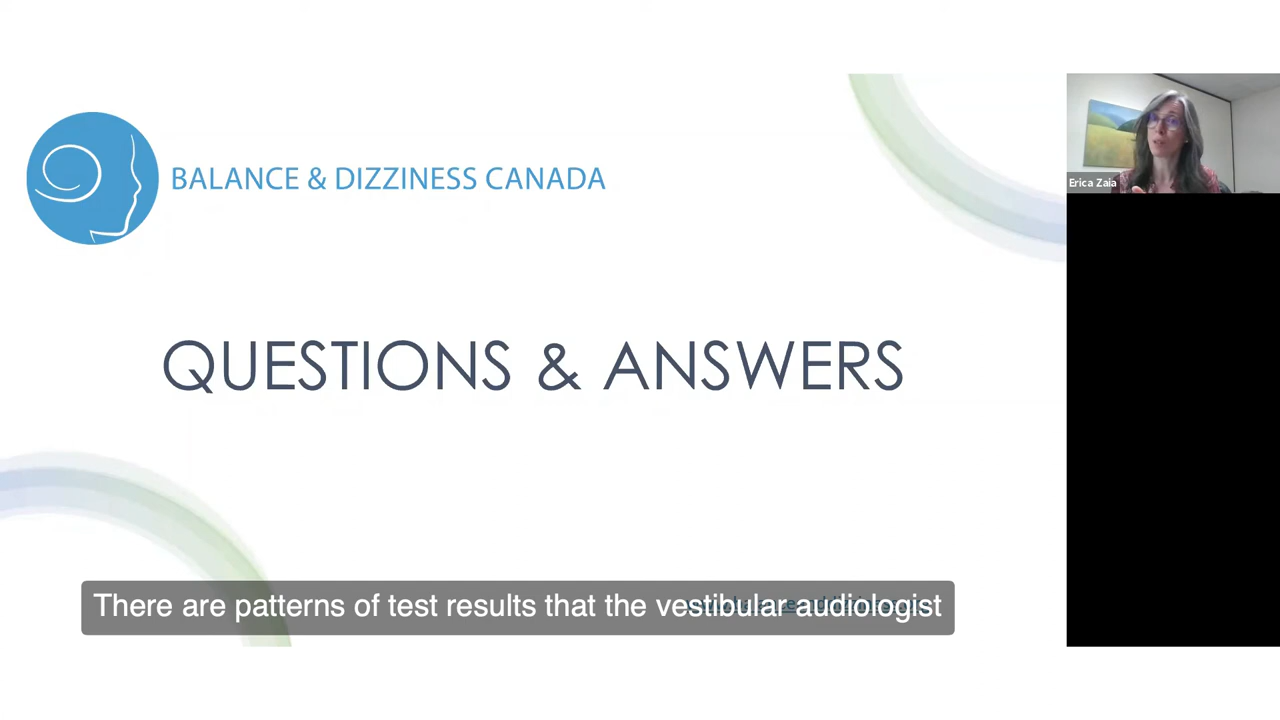 BALANCE & DIZZINESS CANADA
Erica Zaia
QUESTIONS & ANSWERS
There are patterns of test results that the vestibular audiologist